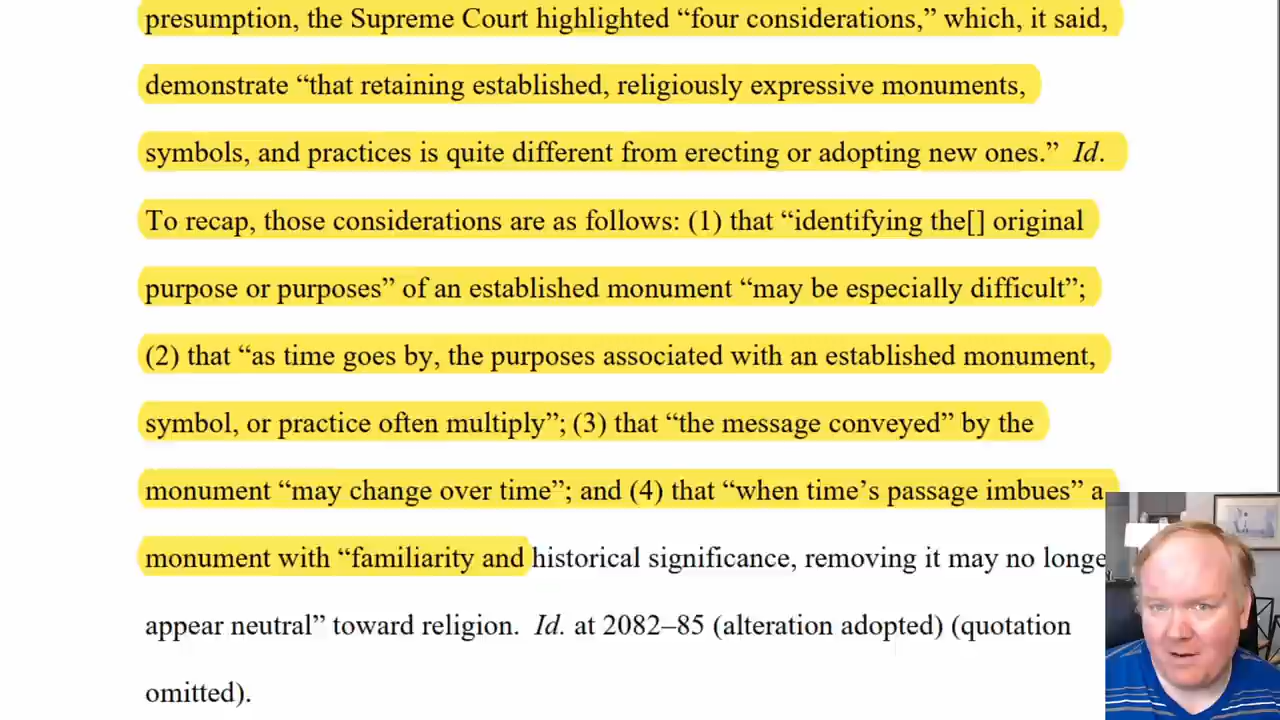 presumption, the Supreme Court highlighted “four considerations,” which, it said,
demonstrate “that retaining established, religiously expressive monuments,
symbols, and practices is quite different from erecting or adopting new ones.” Id.
To recap, those considerations are as follows: (1) that “identifying the[] original
purpose or purposes” of an established monument “may be especially difficult”;
(2) that “as time goes by, the purposes associated with an established monument,
symbol, or practice often multiply”; (3) that “the message conveyed” by the
monument “may change over time”; and (4) that “when time’s passage imbues” a
monument with “familiarity and historical significance, removing it may no longe
appear neutral” toward religion. Id. at 2082–85 (alteration adopted) (quotation
omitted).